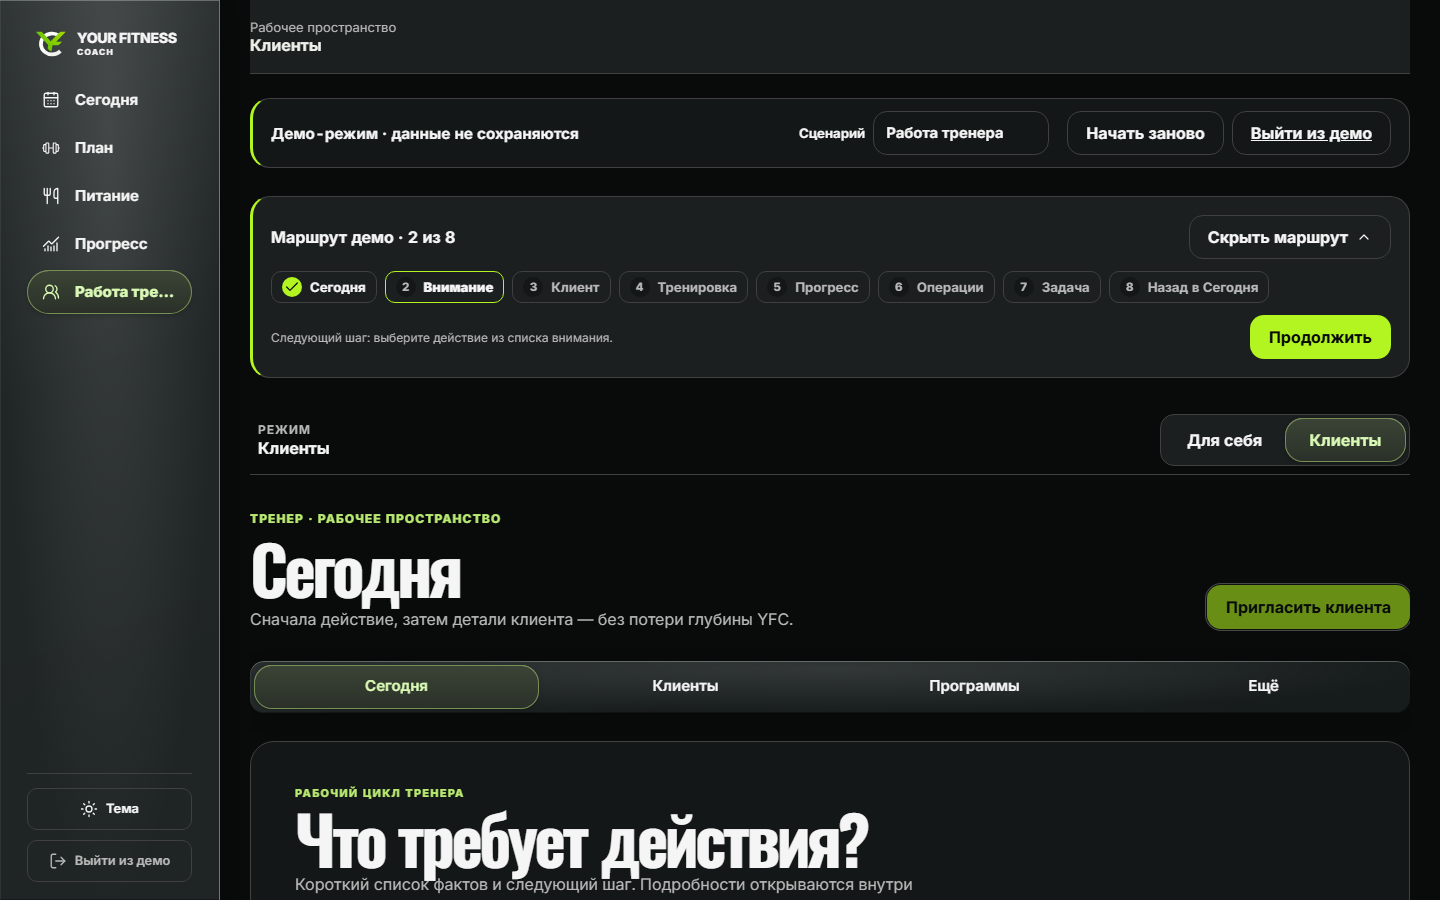 YOUR FITNESS
COACH
Сегодня
План
Питание
Прогресс
Работа тре...
Тема
Выйти из демо
Рабочее пространство
Клиенты
Демо-режим · данные не сохраняются
Сценарий
Работа тренера
Начать заново
Выйти из демо
Маршрут демо · 2 из 8
Скрыть маршрут
Сегодня
2 Внимание
3 Клиент
4 Тренировка
5 Прогресс
6 Операции
7 Задача
8 Назад в Сегодня
Следующий шаг: выберите действие из списка внимания.
Продолжить
РЕЖИМ
Клиенты
Для себя
Клиенты
ТРЕНЕР · РАБОЧЕЕ ПРОСТРАНСТВО
Сегодня
Сначала действие, затем детали клиента — без потери глубины YFC.
Пригласить клиента
Сегодня
Клиенты
Программы
Ещё
РАБОЧИЙ ЦИКЛ ТРЕНЕРА
Что требует действия?
Короткий список фактов и следующий шаг. Подробности открываются внутри